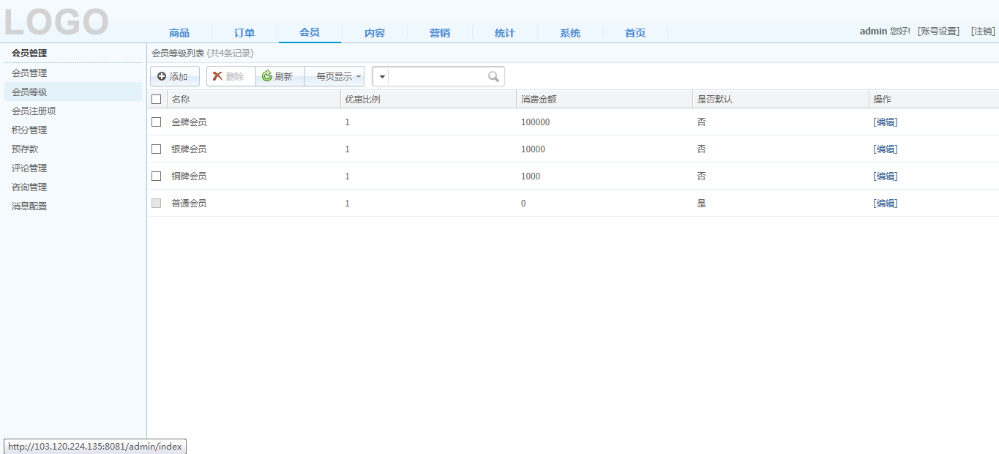 LOGO
商品 订单 会员 内容 营销 统计 系统 首页 admin 您好! [账号设置] [注销]
会员管理
会员管理
会员等级
会员注册项
积分管理
预存款
评论管理
咨询管理
消息配置
会员等级列表 (共4条记录)
添加 删除 刷新 每页显示
名称 优惠比例 消费金额 是否默认 操作
金牌会员 1 100000 否 [编辑]
银牌会员 1 10000 否 [编辑]
铜牌会员 1 1000 否 [编辑]
普通会员 1 0 是 [编辑]
http://103.120.224.135:8081/admin/index